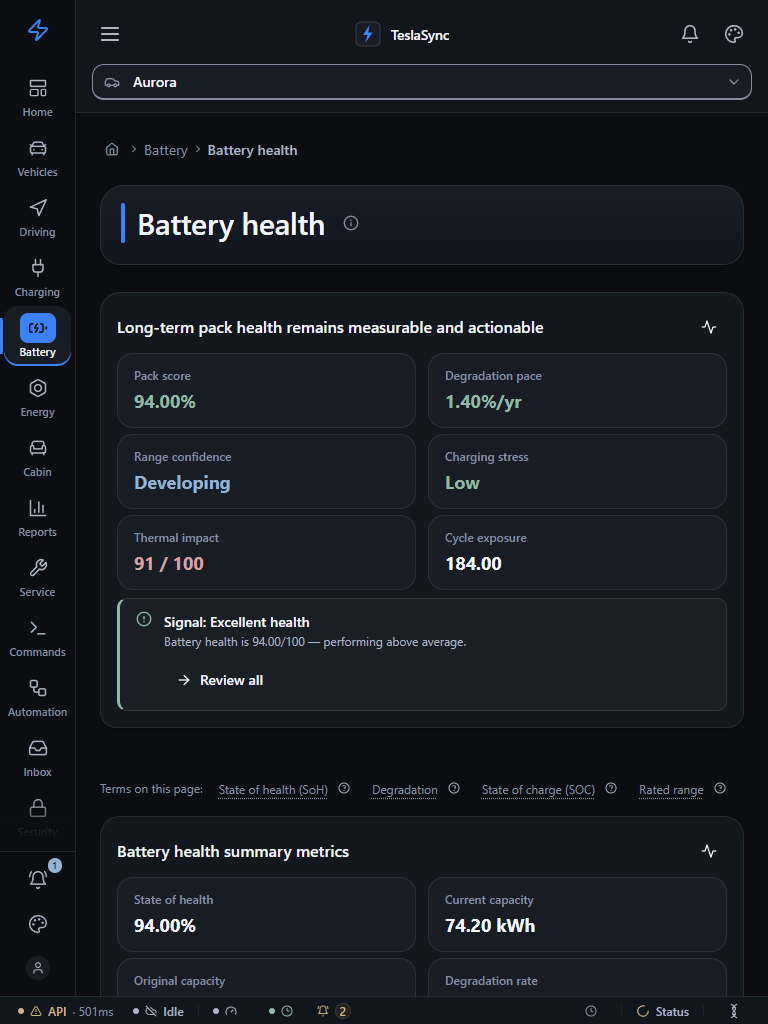 TeslaSync
Aurora
Home
Vehicles
Driving
Charging
Battery
Energy
Cabin
Reports
Service
Commands
Automation
Inbox
Security
1
Battery
Battery health
Battery health
Long-term pack health remains measurable and actionable
Pack score
94.00%
Degradation pace
1.40%/yr
Range confidence
Developing
Charging stress
Low
Thermal impact
91 / 100
Cycle exposure
184.00
Signal: Excellent health
Battery health is 94.00/100 — performing above average.
Review all
Terms on this page: State of health (SoH) Degradation State of charge (SOC) Rated range
Battery health summary metrics
State of health
94.00%
Current capacity
74.20 kWh
Original capacity
Degradation rate
API · 501ms Idle 2 Status